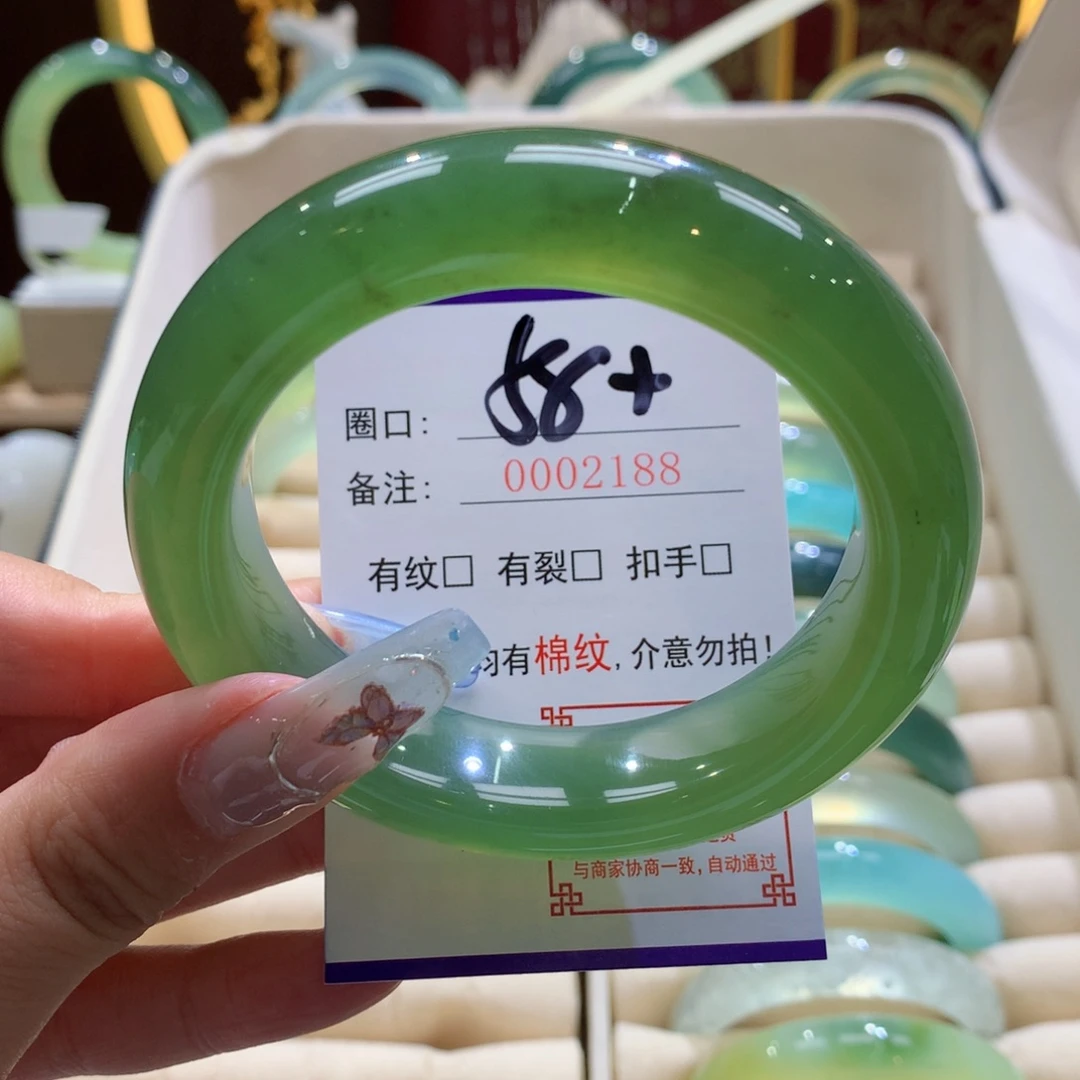 58+
圈口:
备注: 0002188
有纹□ 有裂□ 扣手□
均有棉纹,介意勿拍!
与商家协商一致,自动通过